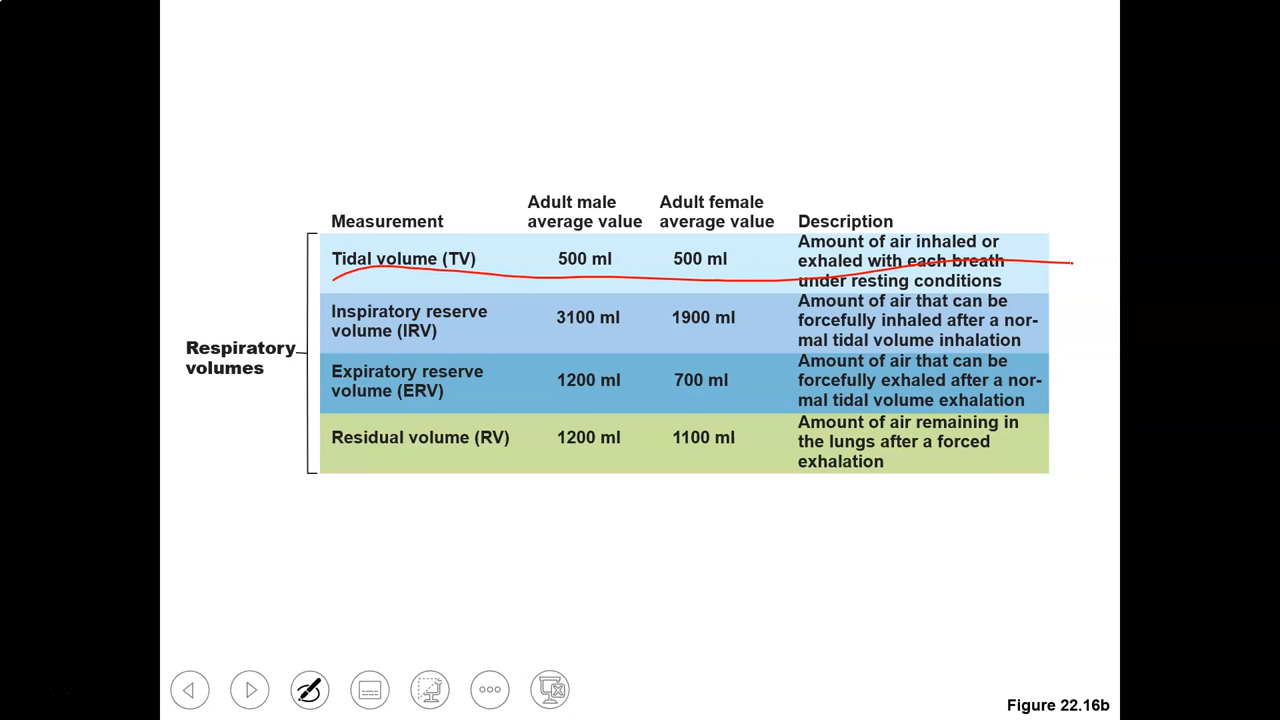 Adult male
average value
Adult female
average value
Measurement
Description
Tidal volume (TV)
500 ml
500 ml
Amount of air inhaled or
exhaled with each breath
under resting conditions
Inspiratory reserve
volume (IRV)
3100 ml
1900 ml
Amount of air that can be
forcefully inhaled after a nor-
mal tidal volume inhalation
Respiratory
volumes
Expiratory reserve
volume (ERV)
1200 ml
700 ml
Amount of air that can be
forcefully exhaled after a nor-
mal tidal volume exhalation
Residual volume (RV)
1200 ml
1100 ml
Amount of air remaining in
the lungs after a forced
exhalation
Figure 22.16b